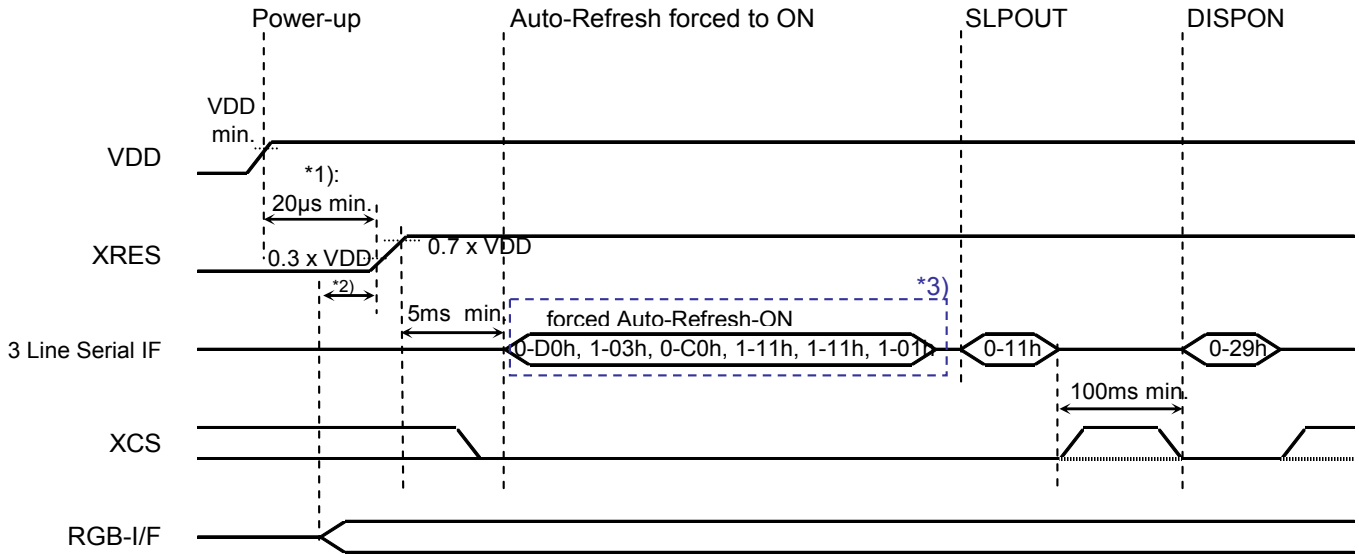 Power-up
Auto-Refresh forced to ON
SLPOUT
DISPON
VDD
min.
VDD
*1):
20µs min.
XRES
0.3 x VDD
0.7 x VDD
*2)
*3)
5ms min.
forced Auto-Refresh-ON
3 Line Serial IF
0-D0h, 1-03h, 0-C0h, 1-11h, 1-11h, 1-01h
0-11h
0-29h
100ms min.
XCS
RGB-I/F